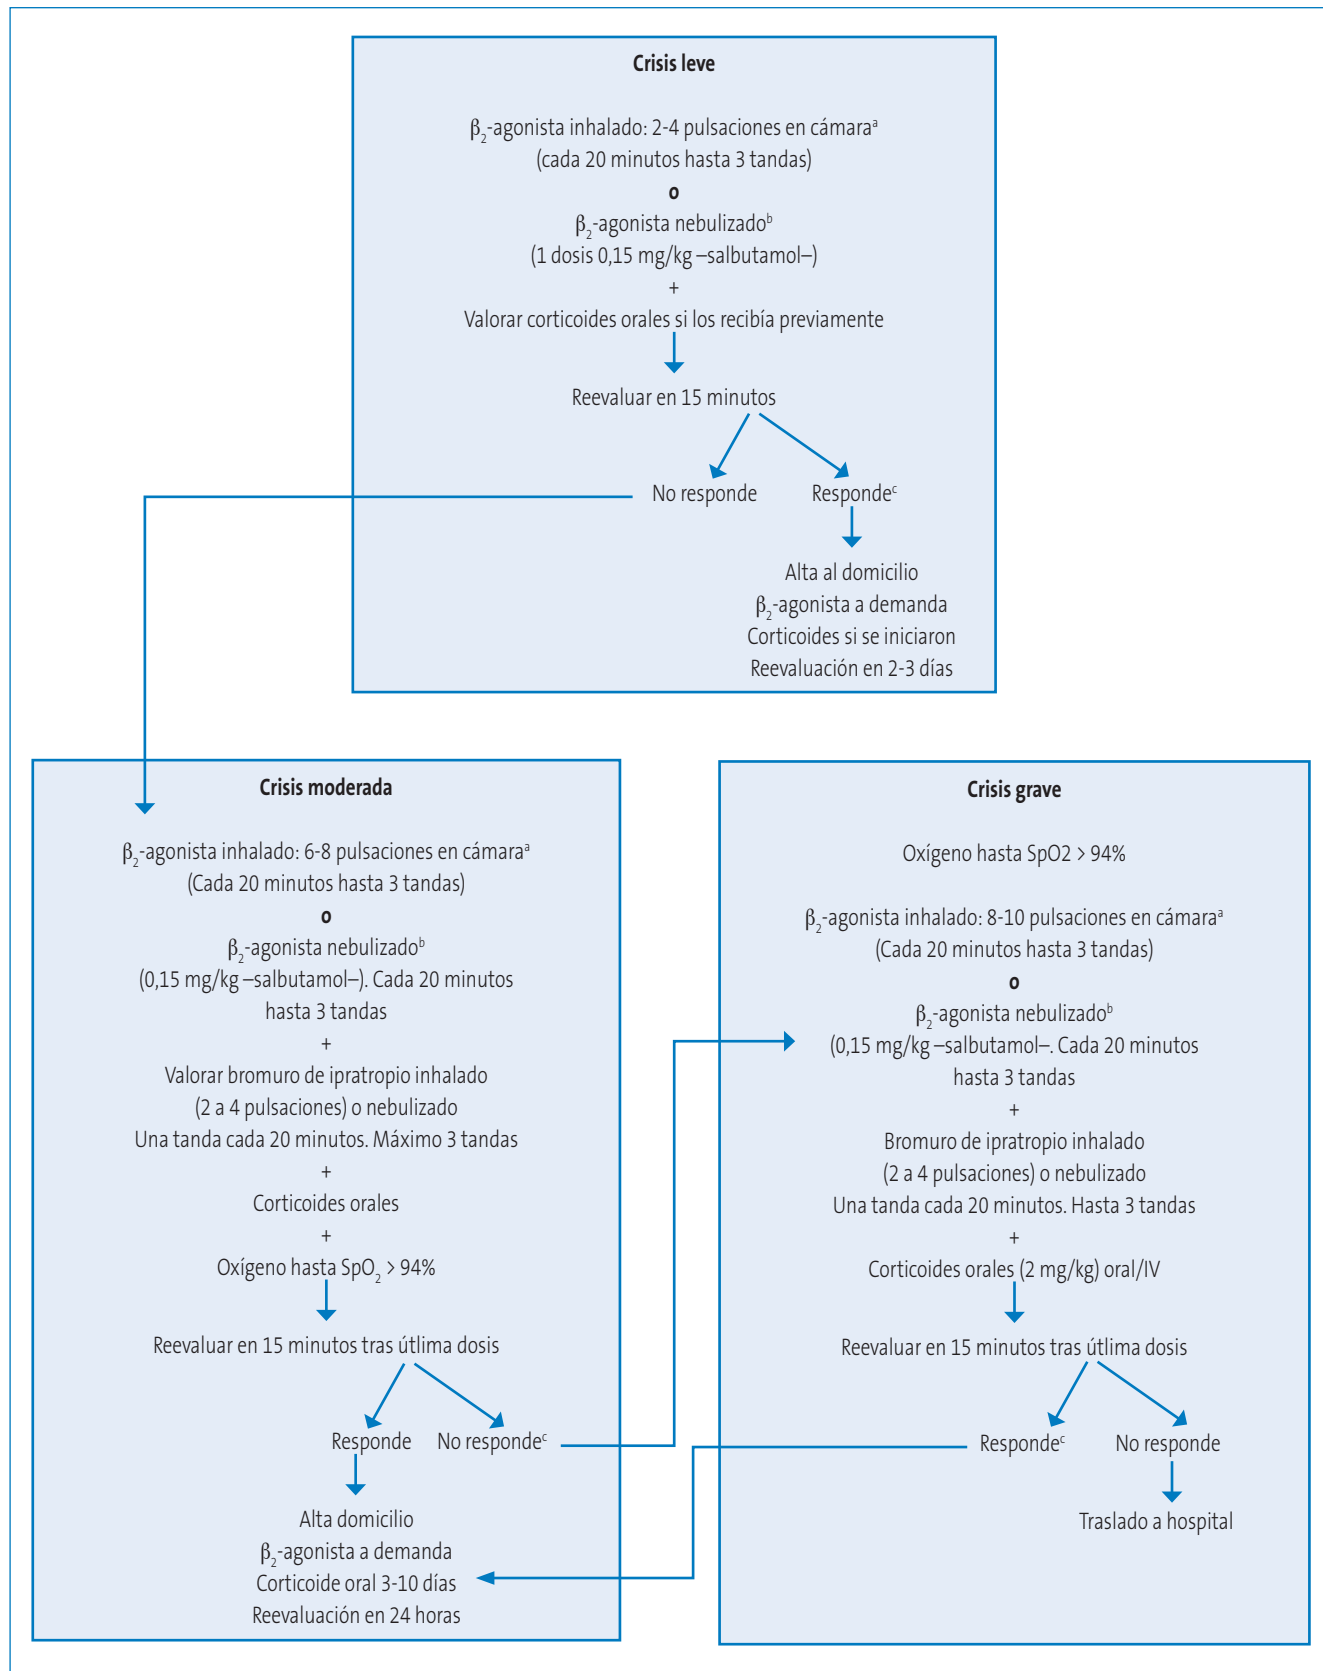 Crisis leve
β₂-agonista inhalado: 2-4 pulsaciones en cámaraᵃ
(cada 20 minutos hasta 3 tandas)
o
β₂-agonista nebulizadoᵇ
(1 dosis 0,15 mg/kg –salbutamol–)
+
Valorar corticoides orales si los recibía previamente
Reevaluar en 15 minutos
No responde
Respondeᶜ
Alta al domicilio
β₂-agonista a demanda
Corticoides si se iniciaron
Reevaluación en 2-3 días
Crisis moderada
β₂-agonista inhalado: 6-8 pulsaciones en cámaraᵃ
(Cada 20 minutos hasta 3 tandas)
o
β₂-agonista nebulizadoᵇ
(0,15 mg/kg –salbutamol–). Cada 20 minutos
hasta 3 tandas
+
Valorar bromuro de ipratropio inhalado
(2 a 4 pulsaciones) o nebulizado
Una tanda cada 20 minutos. Máximo 3 tandas
+
Corticoides orales
+
Oxígeno hasta SpO₂ > 94%
Reevaluar en 15 minutos tras útlima dosis
Responde
No respondeᶜ
Alta domicilio
β₂-agonista a demanda
Corticoide oral 3-10 días
Reevaluación en 24 horas
Crisis grave
Oxígeno hasta SpO2 > 94%
β₂-agonista inhalado: 8-10 pulsaciones en cámaraᵃ
(Cada 20 minutos hasta 3 tandas)
o
β₂-agonista nebulizadoᵇ
(0,15 mg/kg –salbutamol–. Cada 20 minutos
hasta 3 tandas
+
Bromuro de ipratropio inhalado
(2 a 4 pulsaciones) o nebulizado
Una tanda cada 20 minutos. Hasta 3 tandas
+
Corticoides orales (2 mg/kg) oral/IV
Reevaluar en 15 minutos tras útlima dosis
Respondeᶜ
No responde
Traslado a hospital